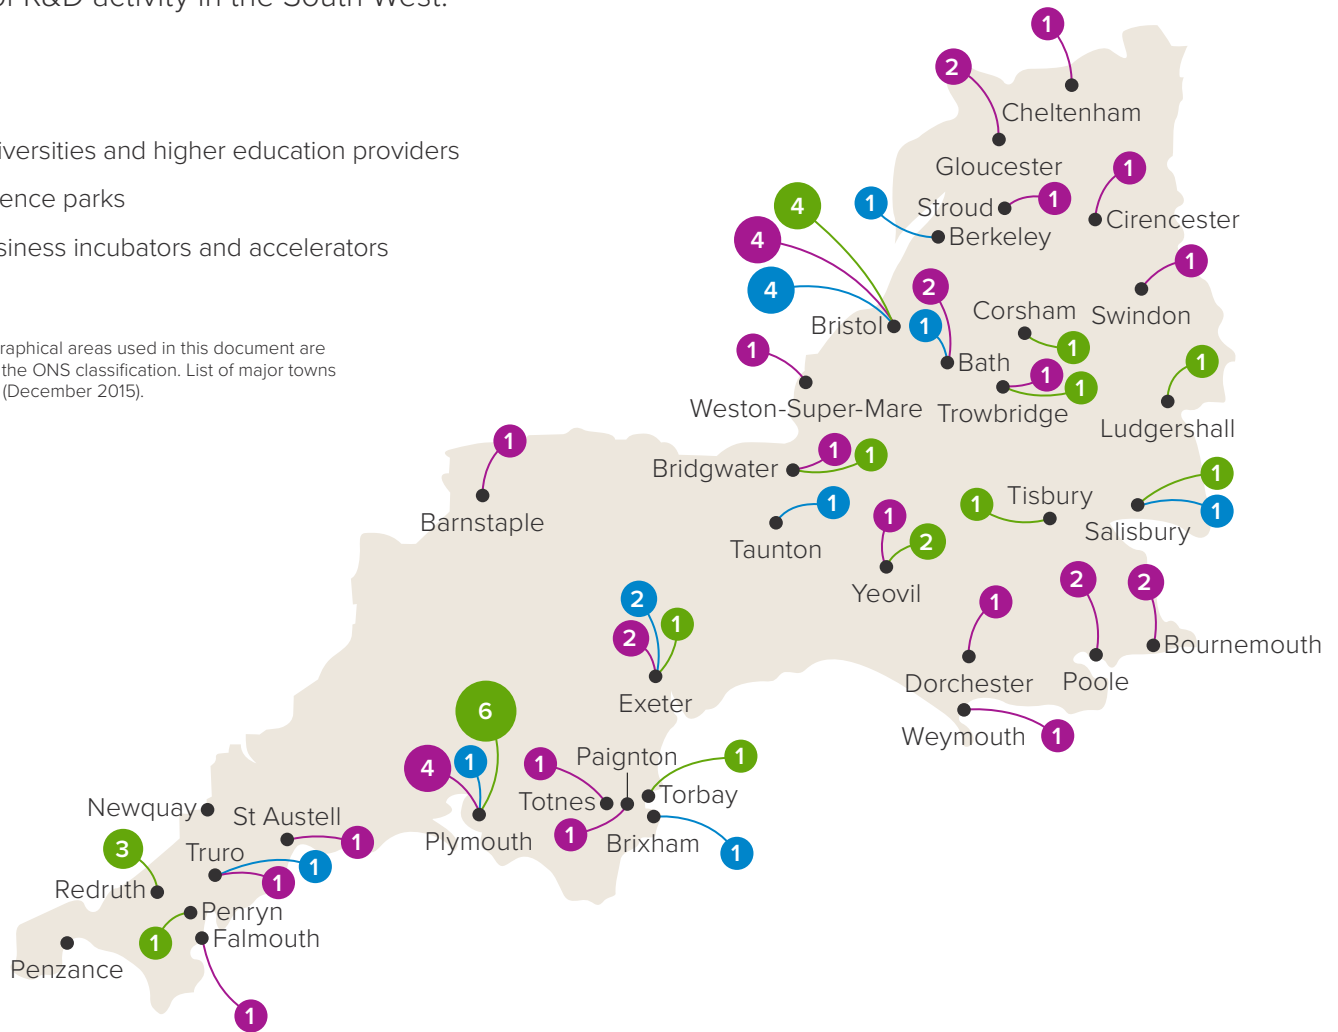 of R&D activity in the South West.
iversities and higher education providers
ience parks
siness incubators and accelerators
raphical areas used in this document are
the ONS classification. List of major towns
(December 2015).
1
2
Cheltenham
Gloucester
1
4
1
Stroud
1
Cirencester
4
Berkeley
1
4
2
Corsham
Swindon
Bristol
1
1
Bath
1
1
1
1
Weston-Super-Mare
Trowbridge
Ludgershall
1
Bridgwater
1
1
1
Barnstaple
1
1
Tisbury
1
Taunton
1
Salisbury
2
Yeovil
2
2
2
1
1
2
Bournemouth
Exeter
Dorchester
Poole
6
Weymouth
1
Paignton
1
4
1
1
Newquay
St Austell
Totnes
Torbay
3
1
Plymouth
1
Brixham
1
Truro
1
1
Redruth
Penryn
1
Falmouth
Penzance
1